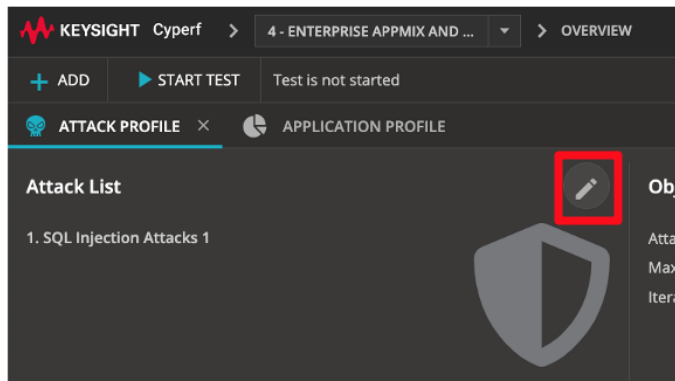 KEYSIGHT Cyperf > 4 - ENTERPRISE APPMIX AND ... > OVERVIEW
+ ADD START TEST Test is not started
ATTACK PROFILE × APPLICATION PROFILE
Attack List
1. SQL Injection Attacks 1